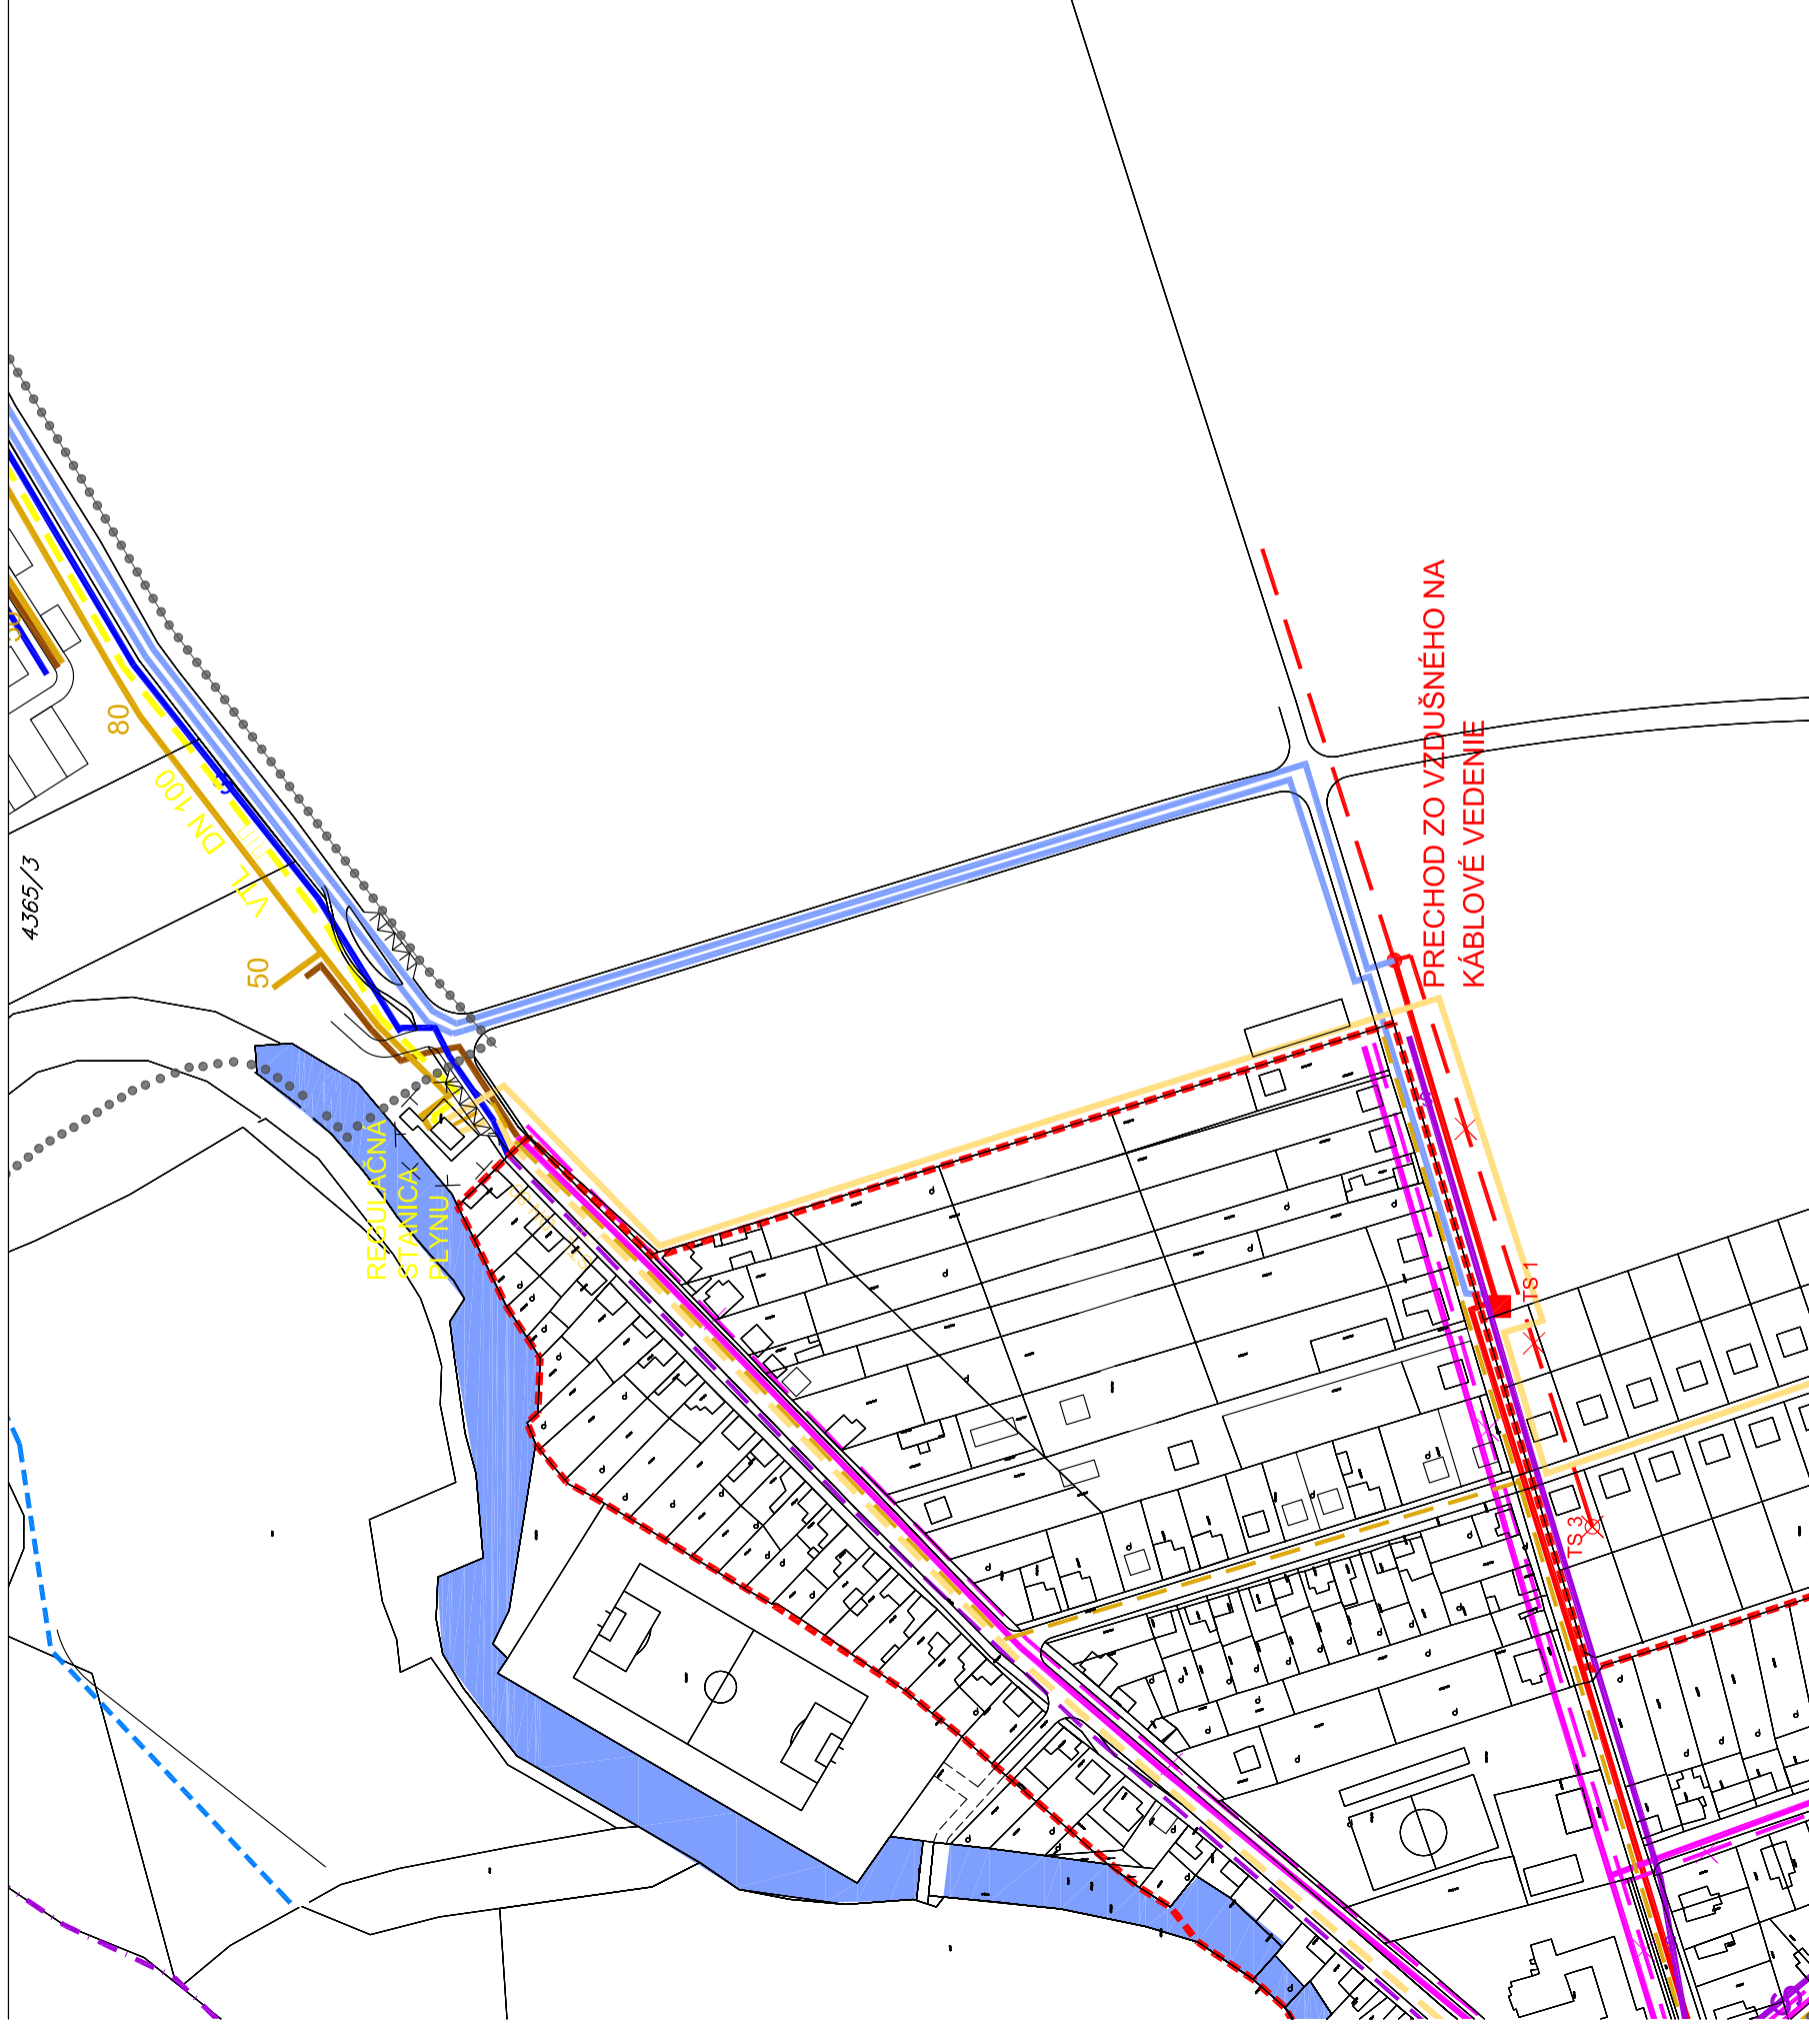 4365/3
80
50
VTL DN 100
REGULAČNÁ
STANICA
PLYNU
PRECHOD ZO VZDUŠNÉHO NA
KÁBLOVÉ VEDENIE
TS 1
TS 3